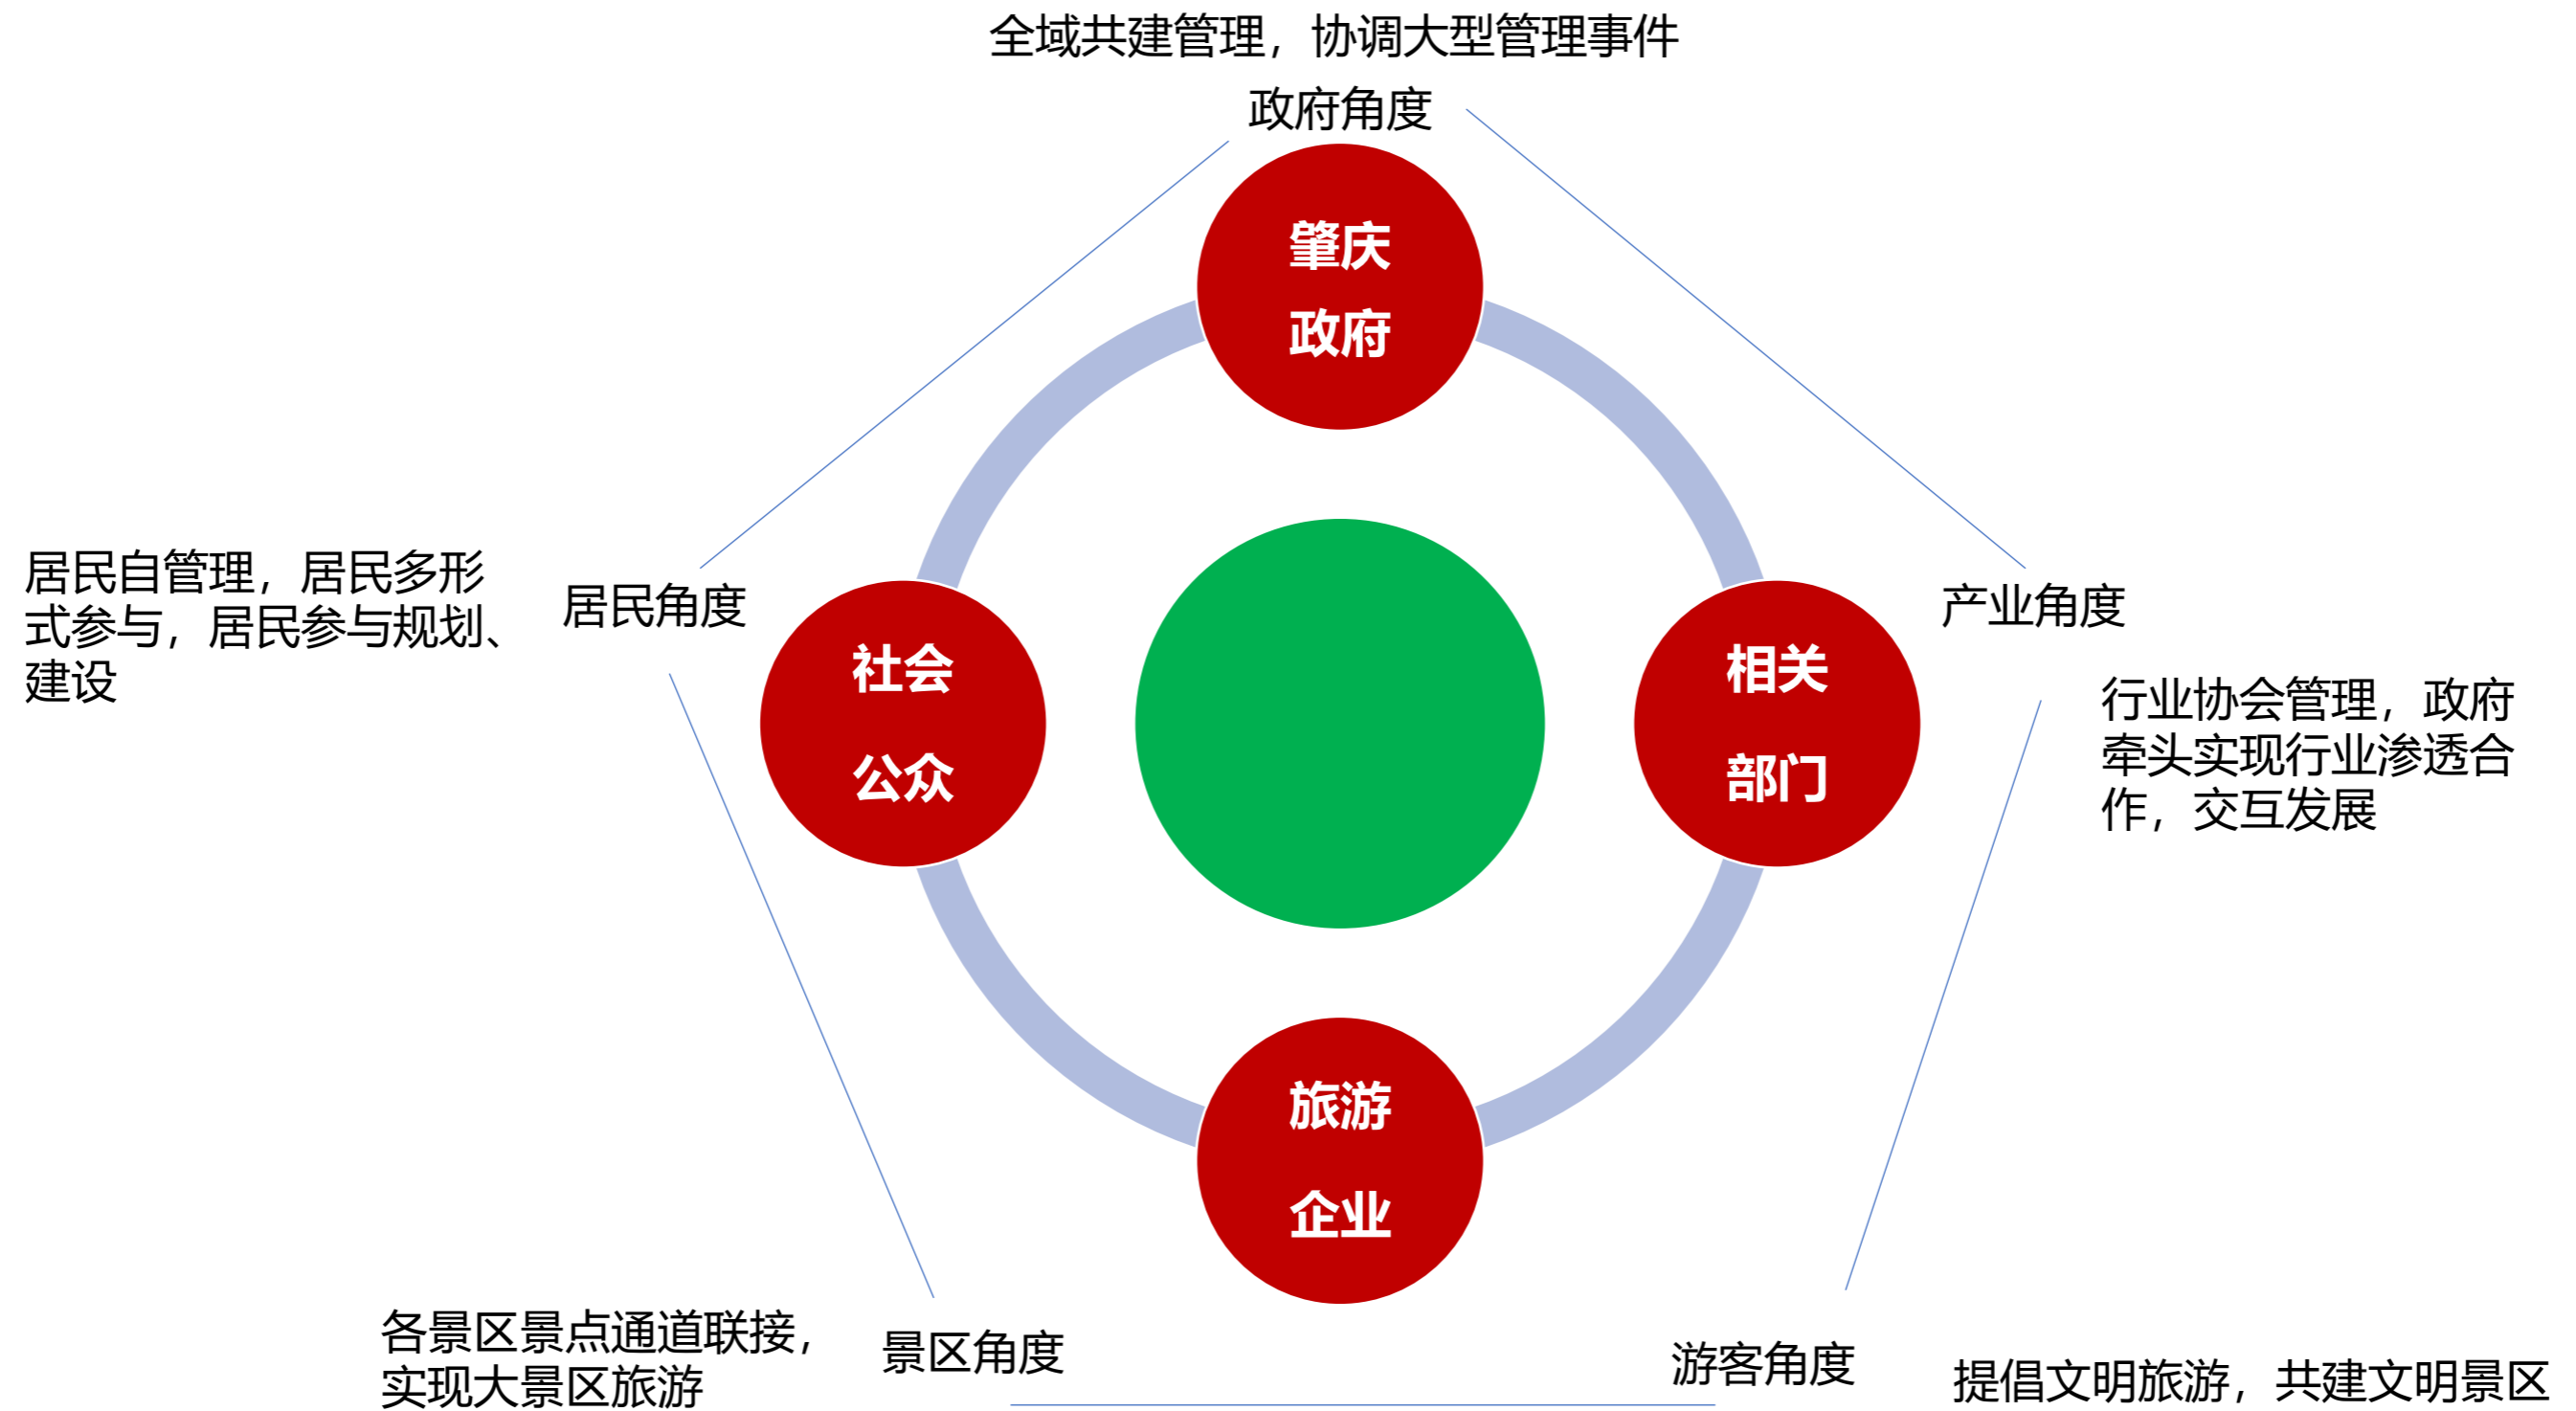 全域共建管理，协调大型管理事件
政府角度
肇庆
政府
居民自管理，居民多形
式参与，居民参与规划、
建设
居民角度
社会
公众
相关
部门
产业角度
行业协会管理，政府
牵头实现行业渗透合
作，交互发展
旅游
企业
各景区景点通道联接，
实现大景区旅游
景区角度
游客角度
提倡文明旅游，共建文明景区